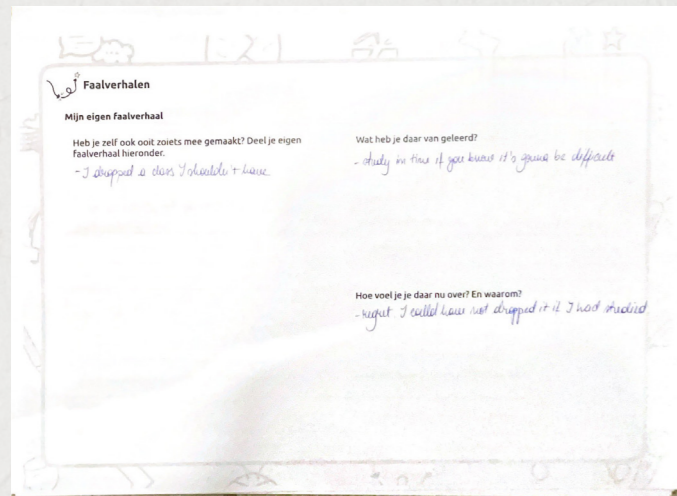 Faalverhalen
Mijn eigen faalverhaal
Heb je zelf ook ooit zoiets mee gemaakt? Deel je eigen
faalverhaal hieronder.
- I dropped a class I shouldn't have
Wat heb je daar van geleerd?
- study in time if you know it's gonna be difficult
Hoe voel je je daar nu over? En waarom?
- regret I could have not dropped it if I had studied